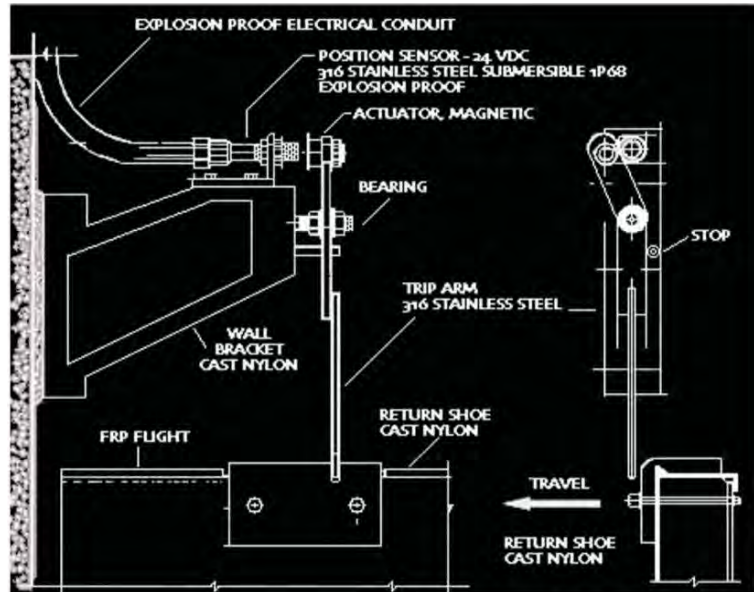 EXPLOSION PROOF ELECTRICAL CONDUIT
POSITION SENSOR - 24 VDC
316 STAINLESS STEEL SUBMERSIBLE IP68
EXPLOSION PROOF
ACTUATOR, MAGNETIC
BEARING
STOP
TRIP ARM
316 STAINLESS STEEL
WALL
BRACKET
CAST NYLON
RETURN SHOE
CAST NYLON
FRP FLIGHT
TRAVEL
RETURN SHOE
CAST NYLON